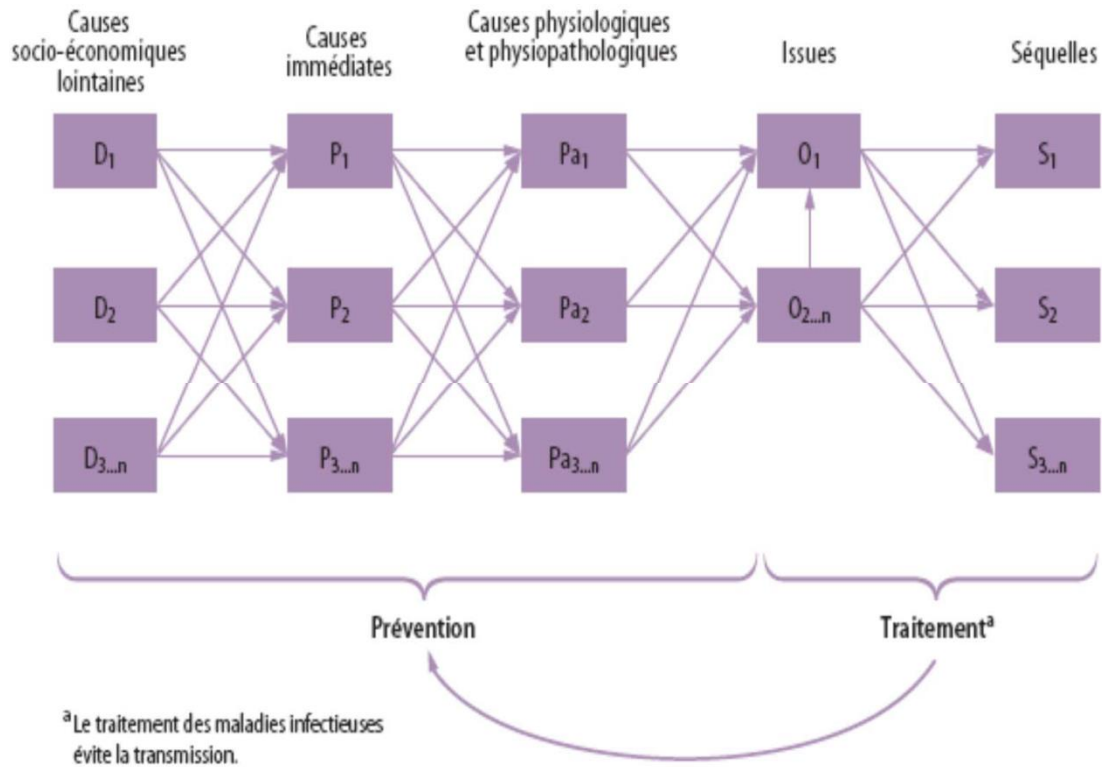 Causes
socio-économiques
lointaines
Causes
immédiates
Causes physiologiques
et physiopathologiques
Issues
Séquelles
D1
P1
Pa1
O1
S1
D2
P2
Pa2
O2...n
S2
D3...n
P3...n
Pa3...n
S3...n
Prévention
Traitementa
a Le traitement des maladies infectieuses
évite la transmission.